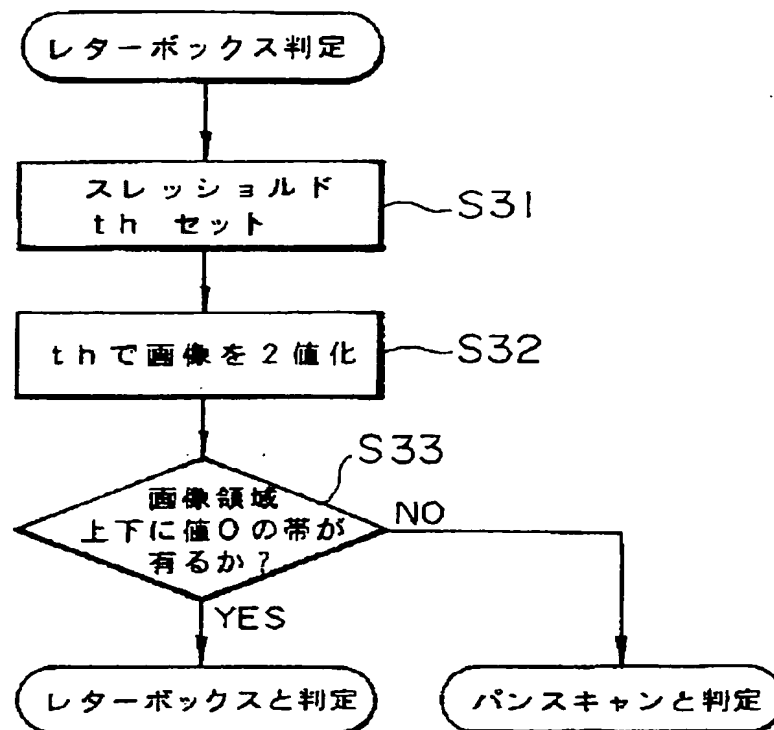 レターボックス判定
スレッショルド
th セット
S31
thで画像を2値化
S32
S33
画像領域
上下に値0の帯が
有るか?
NO
YES
レターボックスと判定
パンスキャンと判定